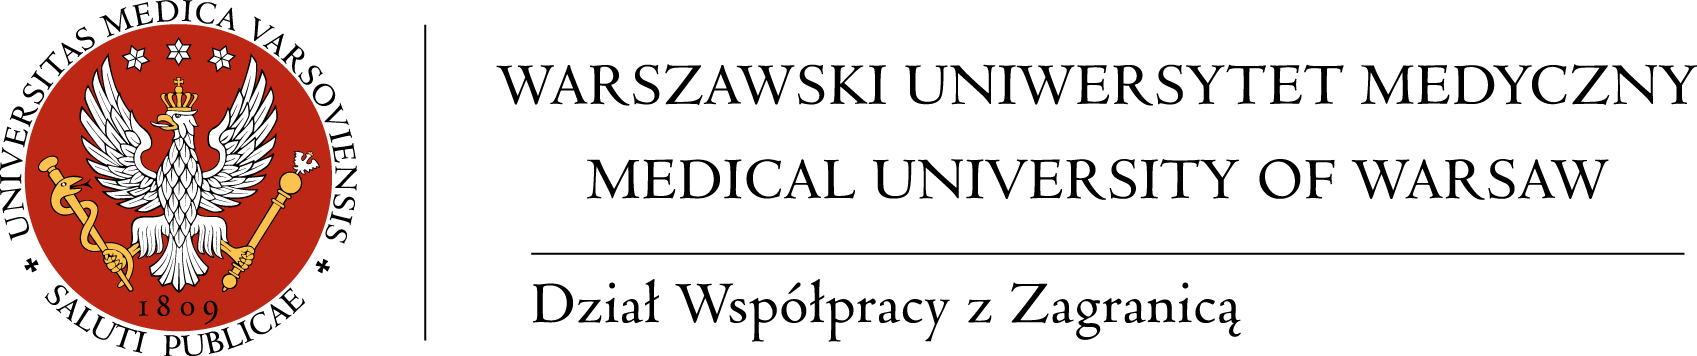 UNIVERSITAS MEDICA VARSOVIENSIS
1809
SALUTI PUBLICAE
WARSZAWSKI UNIWERSYTET MEDYCZNY
MEDICAL UNIVERSITY OF WARSAW
Dział Współpracy z Zagranicą